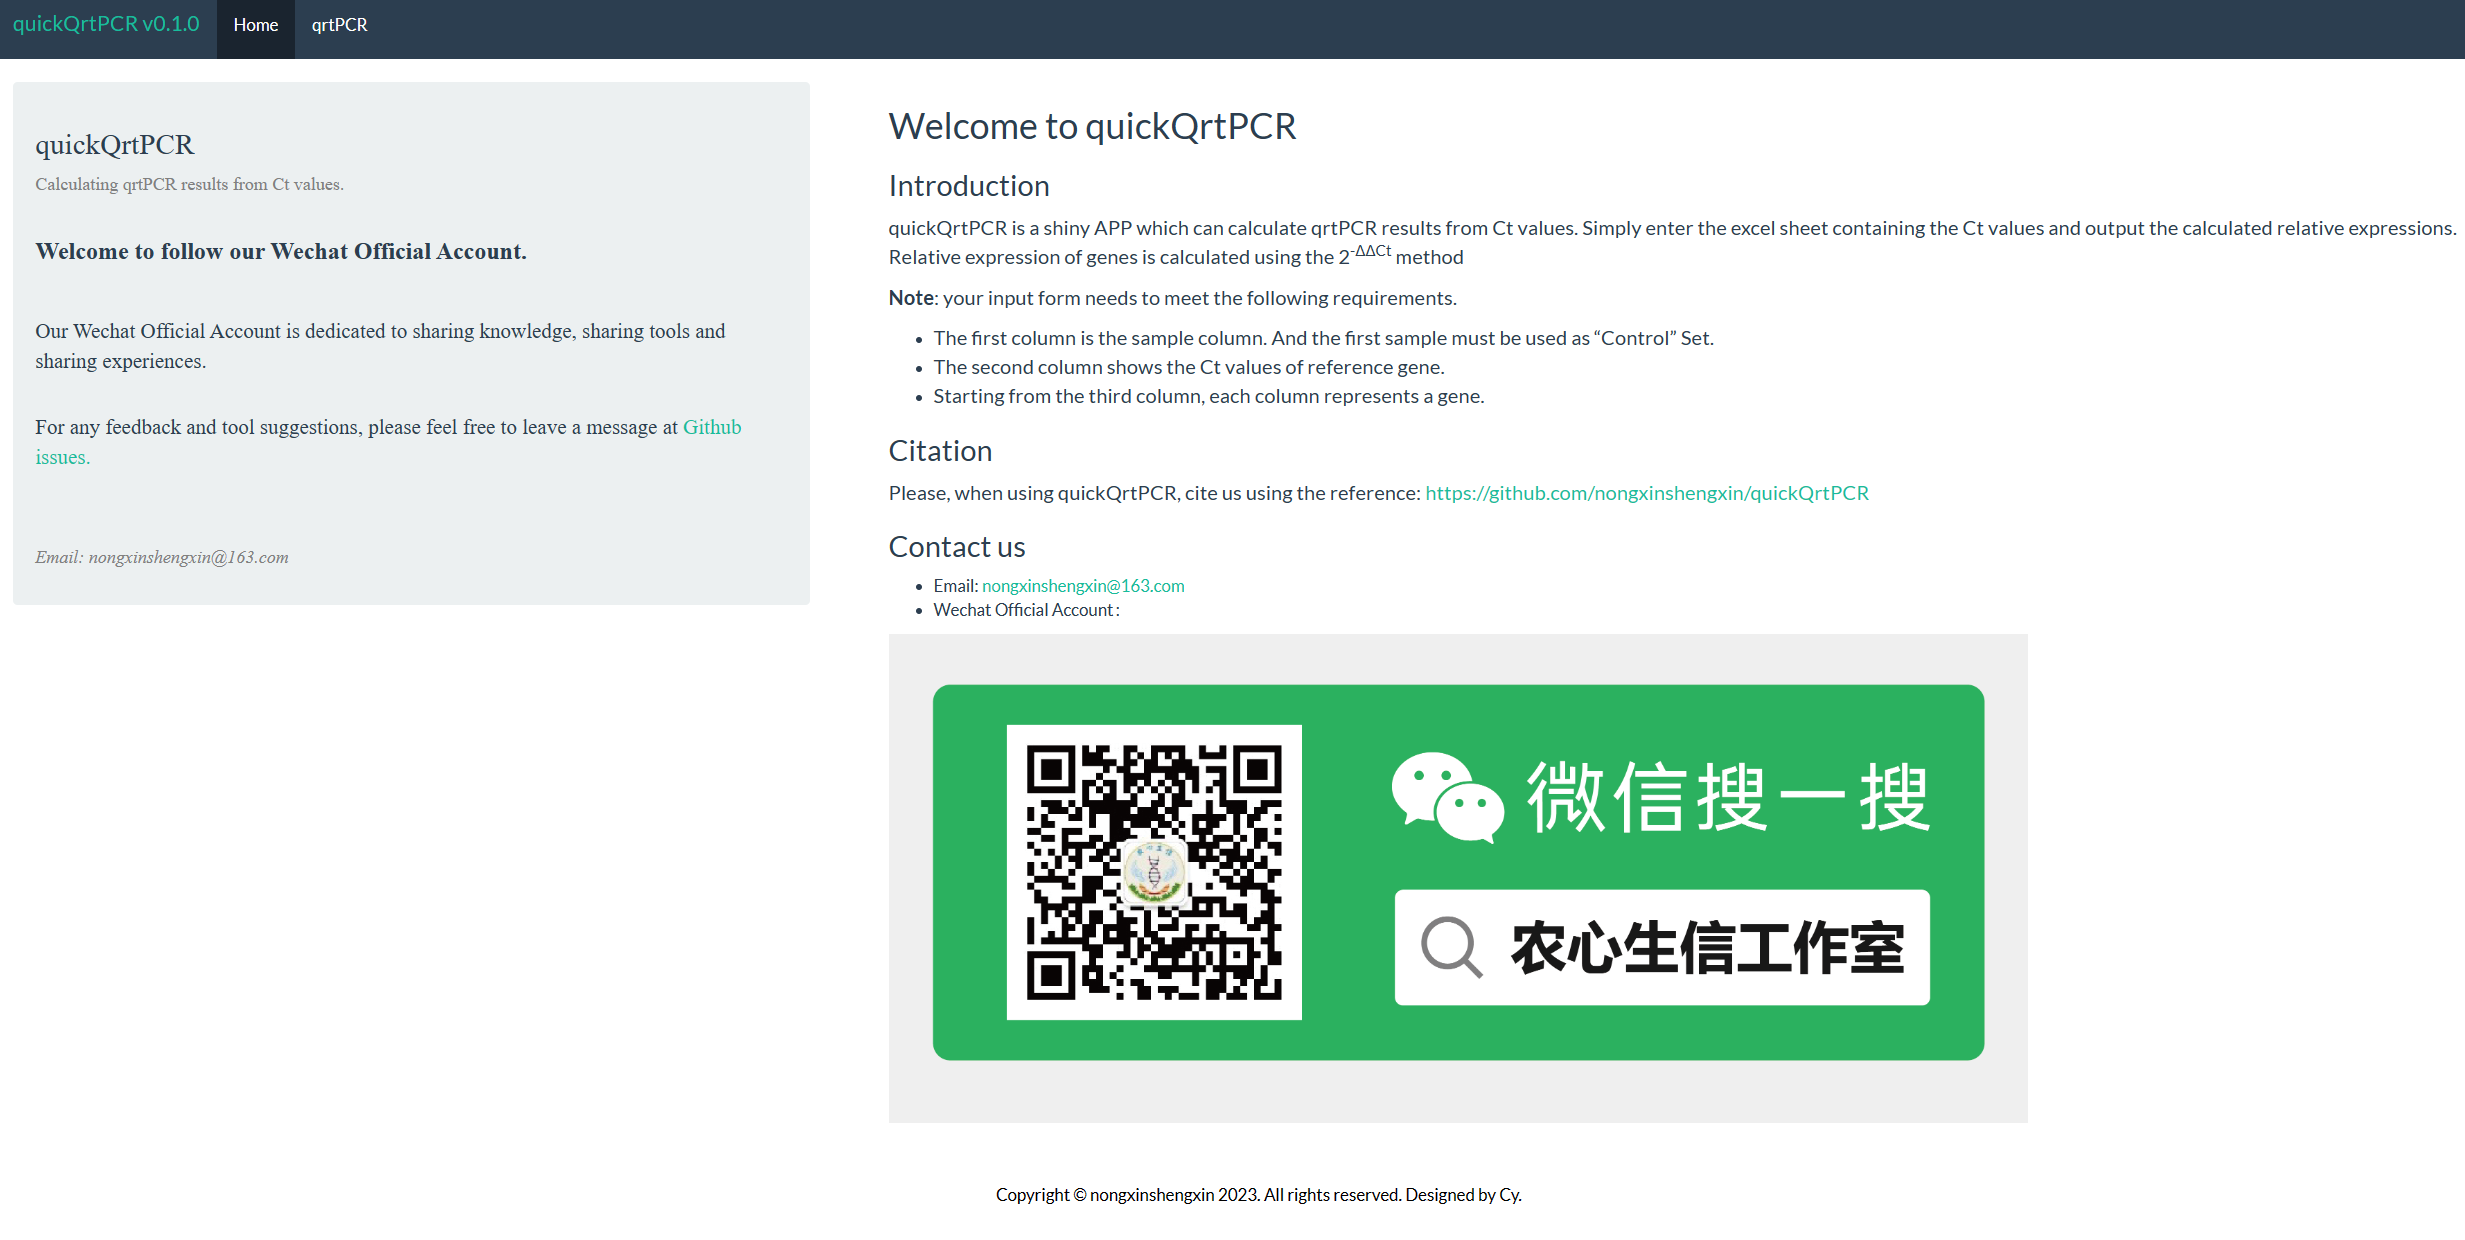 quickQrtPCR v0.1.0
Home
qrtPCR
quickQrtPCR
Calculating qrtPCR results from Ct values.
Welcome to follow our Wechat Official Account.
Our Wechat Official Account is dedicated to sharing knowledge, sharing tools and
sharing experiences.
For any feedback and tool suggestions, please feel free to leave a message at Github
issues.
Email: nongxinshengxin@163.com
Welcome to quickQrtPCR
Introduction
quickQrtPCR is a shiny APP which can calculate qrtPCR results from Ct values. Simply enter the excel sheet containing the Ct values and output the calculated relative expressions.
Relative expression of genes is calculated using the 2-ΔΔCt method
Note: your input form needs to meet the following requirements.
• The first column is the sample column. And the first sample must be used as “Control” Set.
• The second column shows the Ct values of reference gene.
• Starting from the third column, each column represents a gene.
Citation
Please, when using quickQrtPCR, cite us using the reference: https://github.com/nongxinshengxin/quickQrtPCR
Contact us
• Email: nongxinshengxin@163.com
• Wechat Official Account：
微信搜一搜
农心生信工作室
Copyright © nongxinshengxin 2023. All rights reserved. Designed by Cy.